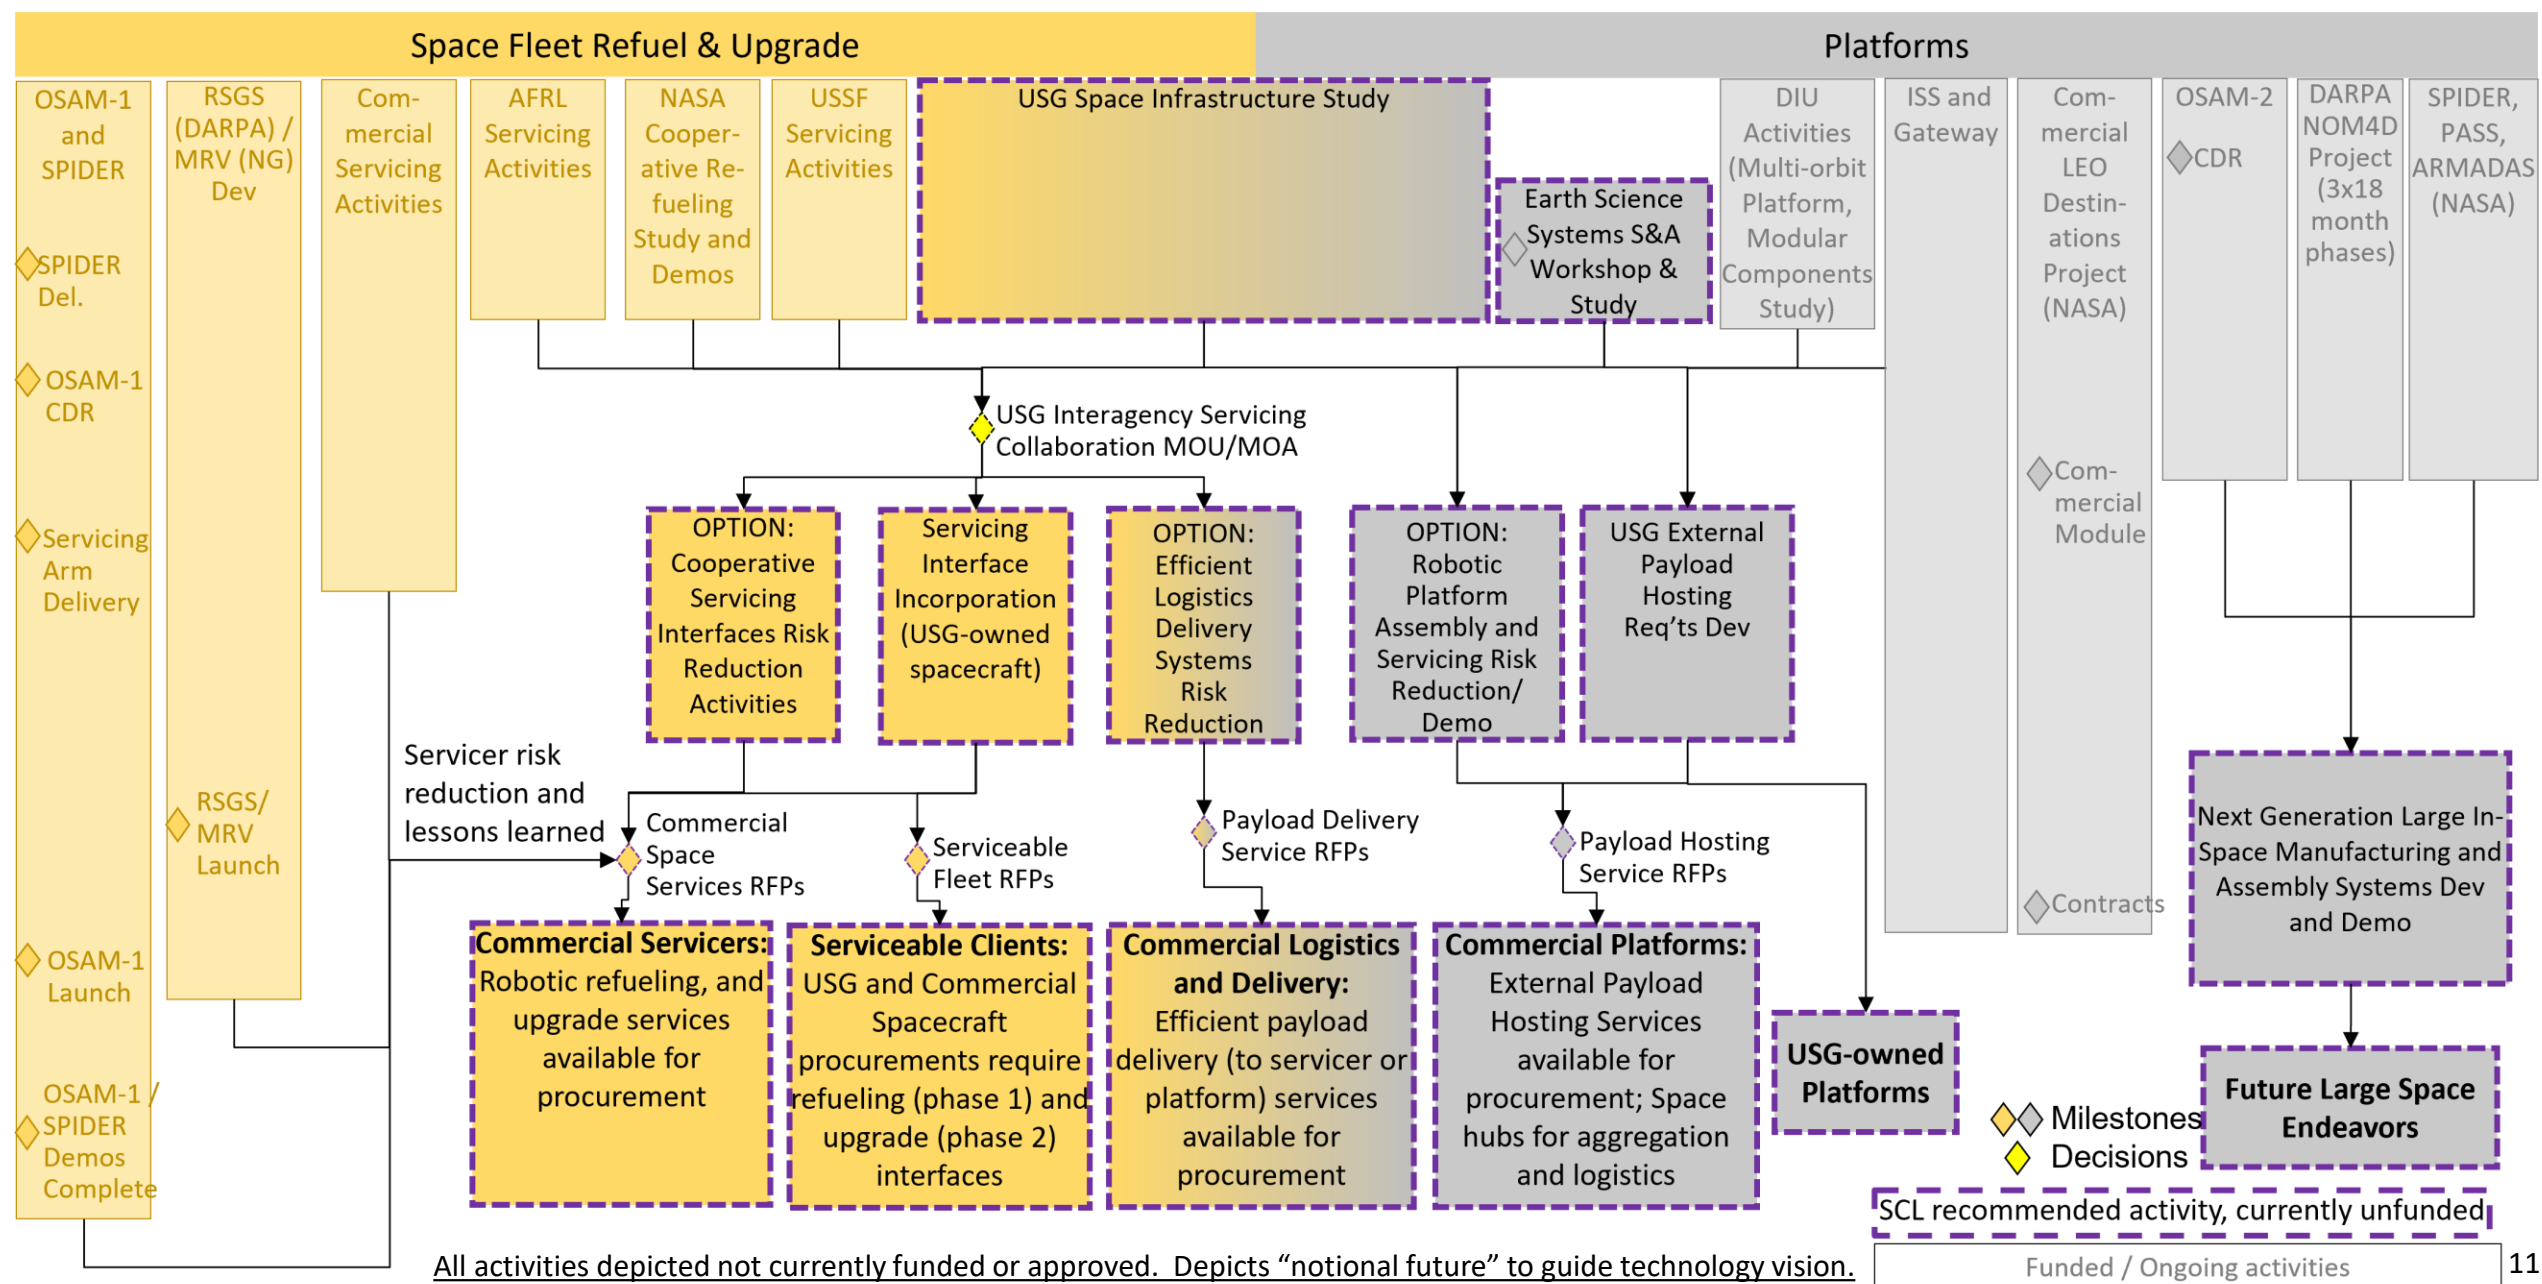 Space Fleet Refuel & Upgrade
Platforms
OSAM-1
and
SPIDER
SPIDER
Del.
OSAM-1
CDR
Servicing
Arm
Delivery
OSAM-1
Launch
OSAM-1 /
SPIDER
Demos
Complete
RSGS
(DARPA) /
MRV (NG)
Dev
RSGS/
MRV
Launch
Com-
mercial
Servicing
Activities
AFRL
Servicing
Activities
NASA
Cooper-
ative Re-
fueling
Study and
Demos
USSF
Servicing
Activities
USG Space Infrastructure Study
Earth Science
Systems S&A
Workshop &
Study
DIU
Activities
(Multi-orbit
Platform,
Modular
Components
Study)
ISS and
Gateway
Com-
mercial
LEO
Destin-
ations
Project
(NASA)
Com-
mercial
Module
Contracts
OSAM-2
CDR
DARPA
NOM4D
Project
(3x18
month
phases)
SPIDER,
PASS,
ARMADAS
(NASA)
USG Interagency Servicing
Collaboration MOU/MOA
OPTION:
Cooperative
Servicing
Interfaces Risk
Reduction
Activities
Servicing
Interface
Incorporation
(USG-owned
spacecraft)
OPTION:
Efficient
Logistics
Delivery
Systems
Risk
Reduction
OPTION:
Robotic
Platform
Assembly and
Servicing Risk
Reduction/
Demo
USG External
Payload
Hosting
Req’ts Dev
Servicer risk
reduction and
lessons learned
Commercial
Space
Services RFPs
Serviceable
Fleet RFPs
Payload Delivery
Service RFPs
Payload Hosting
Service RFPs
Next Generation Large In-
Space Manufacturing and
Assembly Systems Dev
and Demo
Commercial Servicers:
Robotic refueling, and
upgrade services
available for
procurement
Serviceable Clients:
USG and Commercial
Spacecraft
procurements require
refueling (phase 1) and
upgrade (phase 2)
interfaces
Commercial Logistics
and Delivery:
Efficient payload
delivery (to servicer or
platform) services
available for
procurement
Commercial Platforms:
External Payload
Hosting Services
available for
procurement; Space
hubs for aggregation
and logistics
USG-owned
Platforms
Future Large Space
Endeavors
Milestones
Decisions
SCL recommended activity, currently unfunded
Funded / Ongoing activities
All activities depicted not currently funded or approved. Depicts “notional future” to guide technology vision.
11